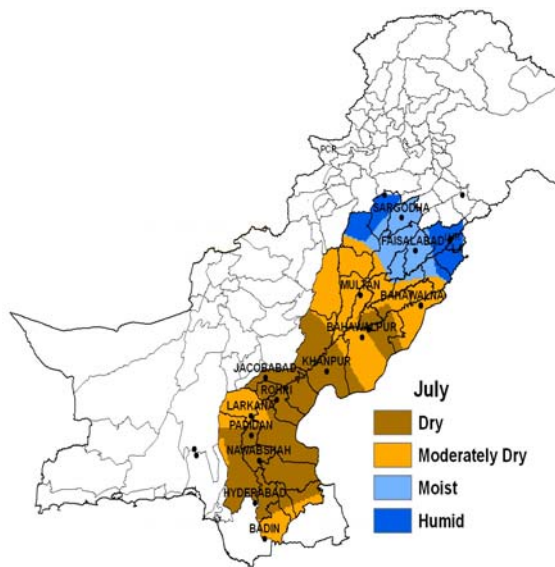 PCR
SARGODHA
FAISALABAD
MULTAN
BAHAWALNA
BAHAWALPUR
KHANPUR
JACOBABAD
ROHRI
LARKANA
PADIDAN
NAWABSHAH
HYDERABAD
BADIN
July
Dry
Moderately Dry
Moist
Humid